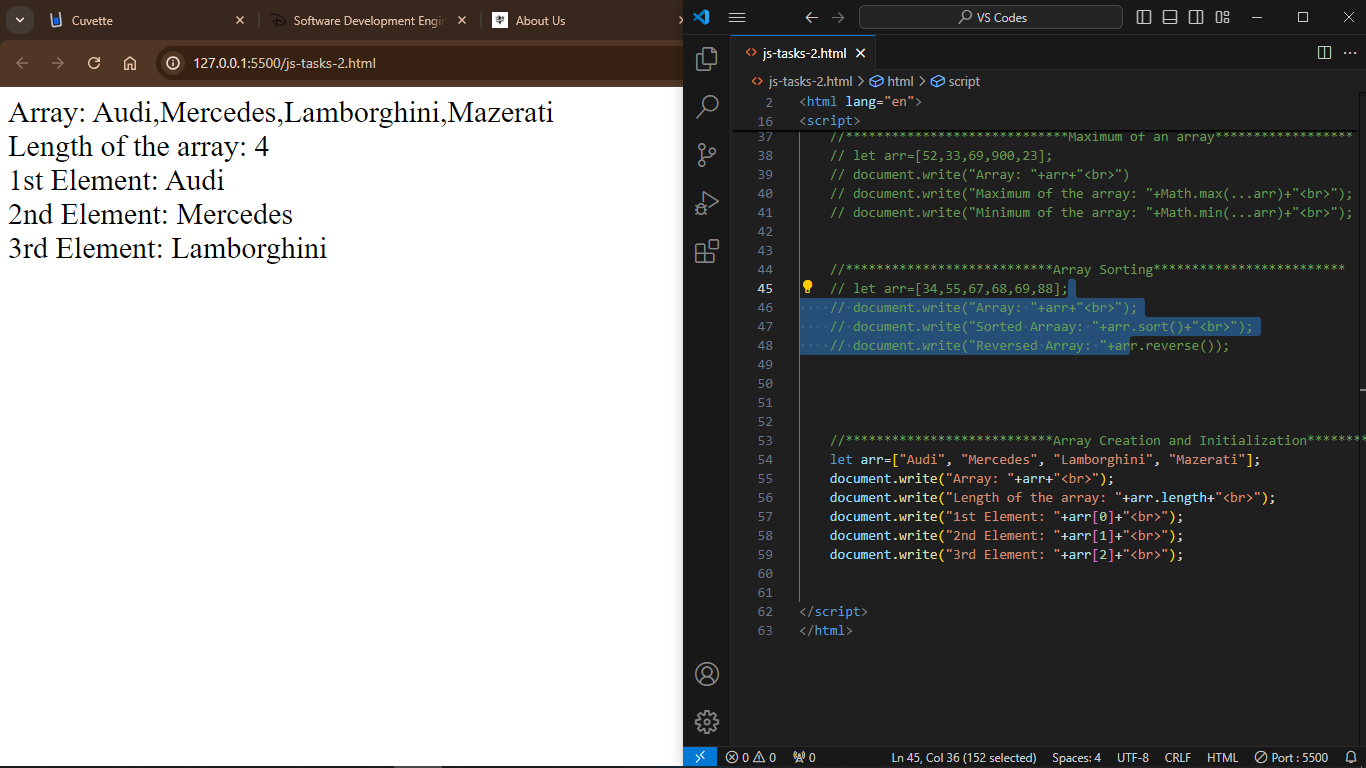 Cuvette
Software Development Engin
About Us
127.0.0.1:5500/js-tasks-2.html
Array: Audi,Mercedes,Lamborghini,Mazerati
Length of the array: 4
1st Element: Audi
2nd Element: Mercedes
3rd Element: Lamborghini
VS Codes
js-tasks-2.html
js-tasks-2.html > html > script
2 <html lang="en">
16 <script>
37 //*****************************Maximum of an array******************
38 // let arr=[52,33,69,900,23];
39 // document.write("Array: "+arr+"<br>")
40 // document.write("Maximum of the array: "+Math.max(...arr)+"<br>");
41 // document.write("Minimum of the array: "+Math.min(...arr)+"<br>");
42
43
44 //***************************Array Sorting*************************
45 // let arr=[34,55,67,68,69,88];
46 // document.write("Array: "+arr+"<br>");
47 // document.write("Sorted Arraay: "+arr.sort()+"<br>");
48 // document.write("Reversed Array: "+arr.reverse());
49
50
51
52
53 //***************************Array Creation and Initialization********
54 let arr=["Audi", "Mercedes", "Lamborghini", "Mazerati"];
55 document.write("Array: "+arr+"<br>");
56 document.write("Length of the array: "+arr.length+"<br>");
57 document.write("1st Element: "+arr[0]+"<br>");
58 document.write("2nd Element: "+arr[1]+"<br>");
59 document.write("3rd Element: "+arr[2]+"<br>");
60
61
62 </script>
63 </html>
0 0 0 Ln 45, Col 36 (152 selected) Spaces: 4 UTF-8 CRLF HTML Port : 5500